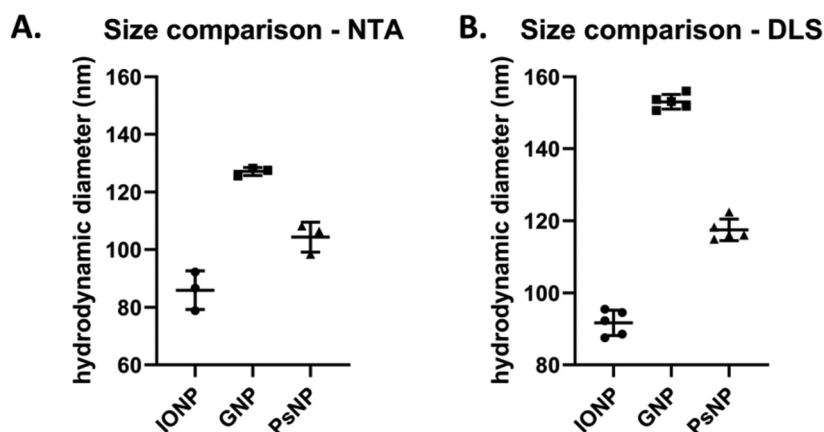 A. Size comparison - NTA
hydrodynamic diameter (nm)
160
140
120
100
80
60
IONP
GNP
PsNP
B. Size comparison - DLS
hydrodynamic diameter (nm)
160
140
120
100
80
IONP
GNP
PsNP